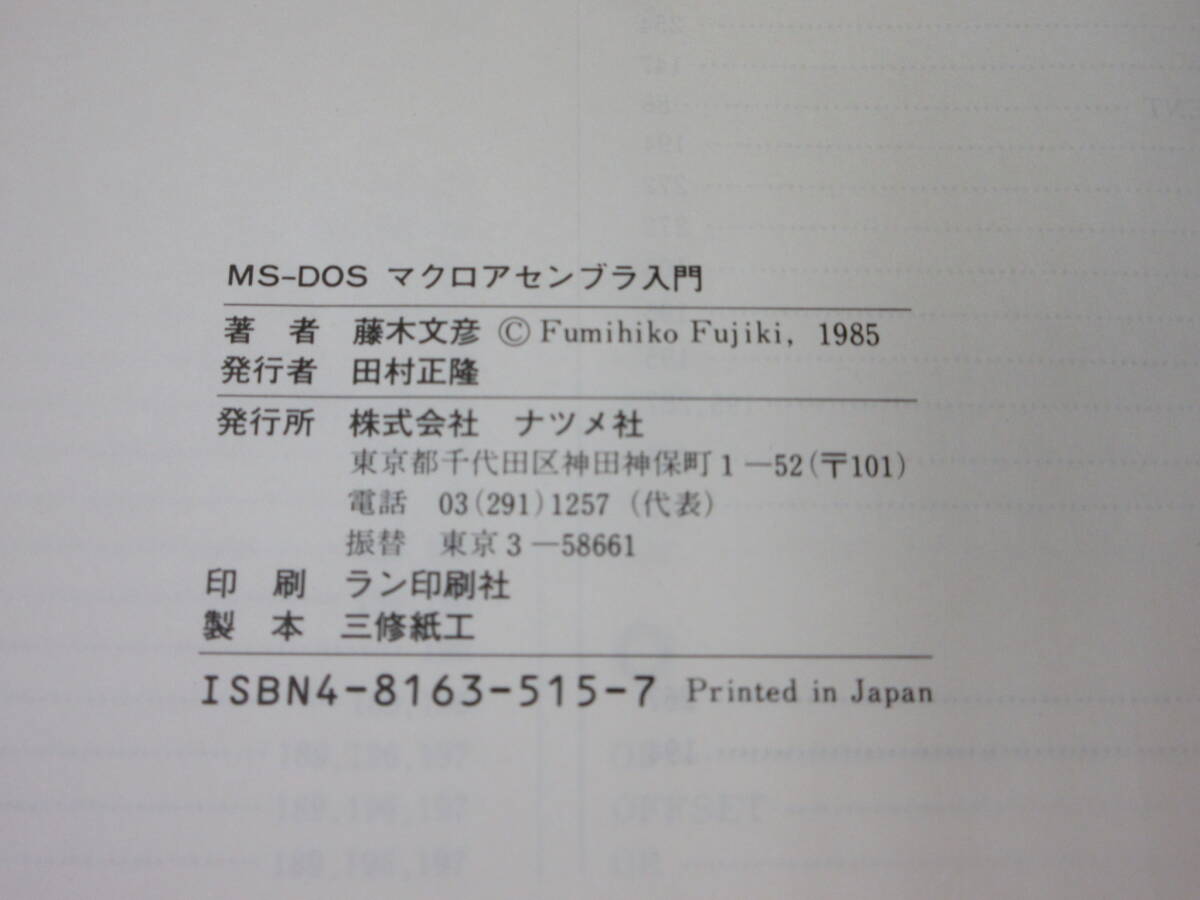 MS-DOS マクロアセンブラ入門
著 者 藤木文彦 © Fumihiko Fujiki, 1985
発行者 田村正隆
発行所 株式会社 ナツメ社
東京都千代田区神田神保町1－52(〒101)
電話 03(291)1257 (代表)
振替 東京3－58661
印 刷 ラン印刷社
製 本 三修紙工
ISBN4-8163-515-7 Printed in Japan